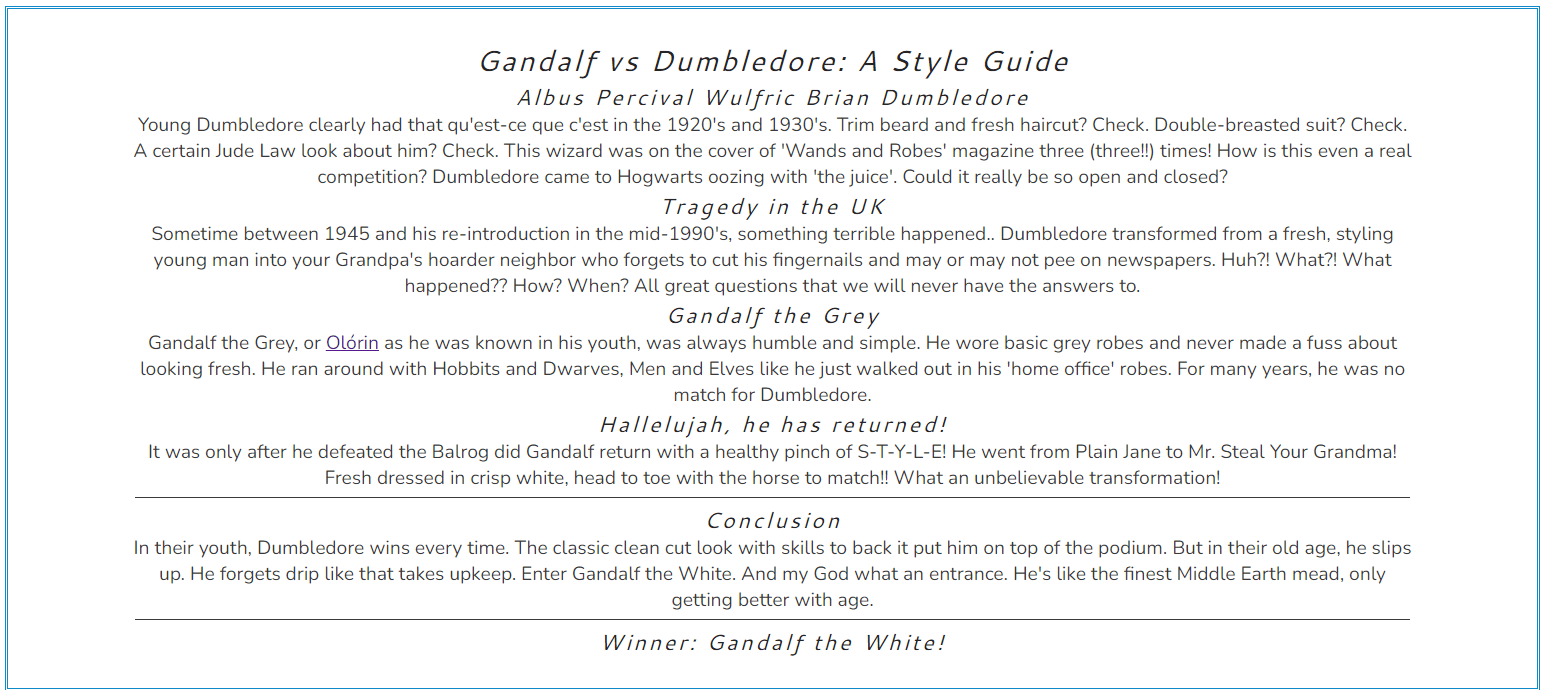 Gandalf vs Dumbledore: A Style Guide
Albus Percival Wulfric Brian Dumbledore
Young Dumbledore clearly had that qu'est-ce que c'est in the 1920's and 1930's. Trim beard and fresh haircut? Check. Double-breasted suit? Check.
A certain Jude Law look about him? Check. This wizard was on the cover of 'Wands and Robes' magazine three (three!!) times! How is this even a real
competition? Dumbledore came to Hogwarts oozing with 'the juice'. Could it really be so open and closed?
Tragedy in the UK
Sometime between 1945 and his re-introduction in the mid-1990's, something terrible happened.. Dumbledore transformed from a fresh, styling
young man into your Grandpa's hoarder neighbor who forgets to cut his fingernails and may or may not pee on newspapers. Huh?! What?! What
happened?? How? When? All great questions that we will never have the answers to.
Gandalf the Grey
Gandalf the Grey, or Olórin as he was known in his youth, was always humble and simple. He wore basic grey robes and never made a fuss about
looking fresh. He ran around with Hobbits and Dwarves, Men and Elves like he just walked out in his 'home office' robes. For many years, he was no
match for Dumbledore.
Hallelujah, he has returned!
It was only after he defeated the Balrog did Gandalf return with a healthy pinch of S-T-Y-L-E! He went from Plain Jane to Mr. Steal Your Grandma!
Fresh dressed in crisp white, head to toe with the horse to match!! What an unbelievable transformation!
Conclusion
In their youth, Dumbledore wins every time. The classic clean cut look with skills to back it put him on top of the podium. But in their old age, he slips
up. He forgets drip like that takes upkeep. Enter Gandalf the White. And my God what an entrance. He's like the finest Middle Earth mead, only
getting better with age.
Winner: Gandalf the White!